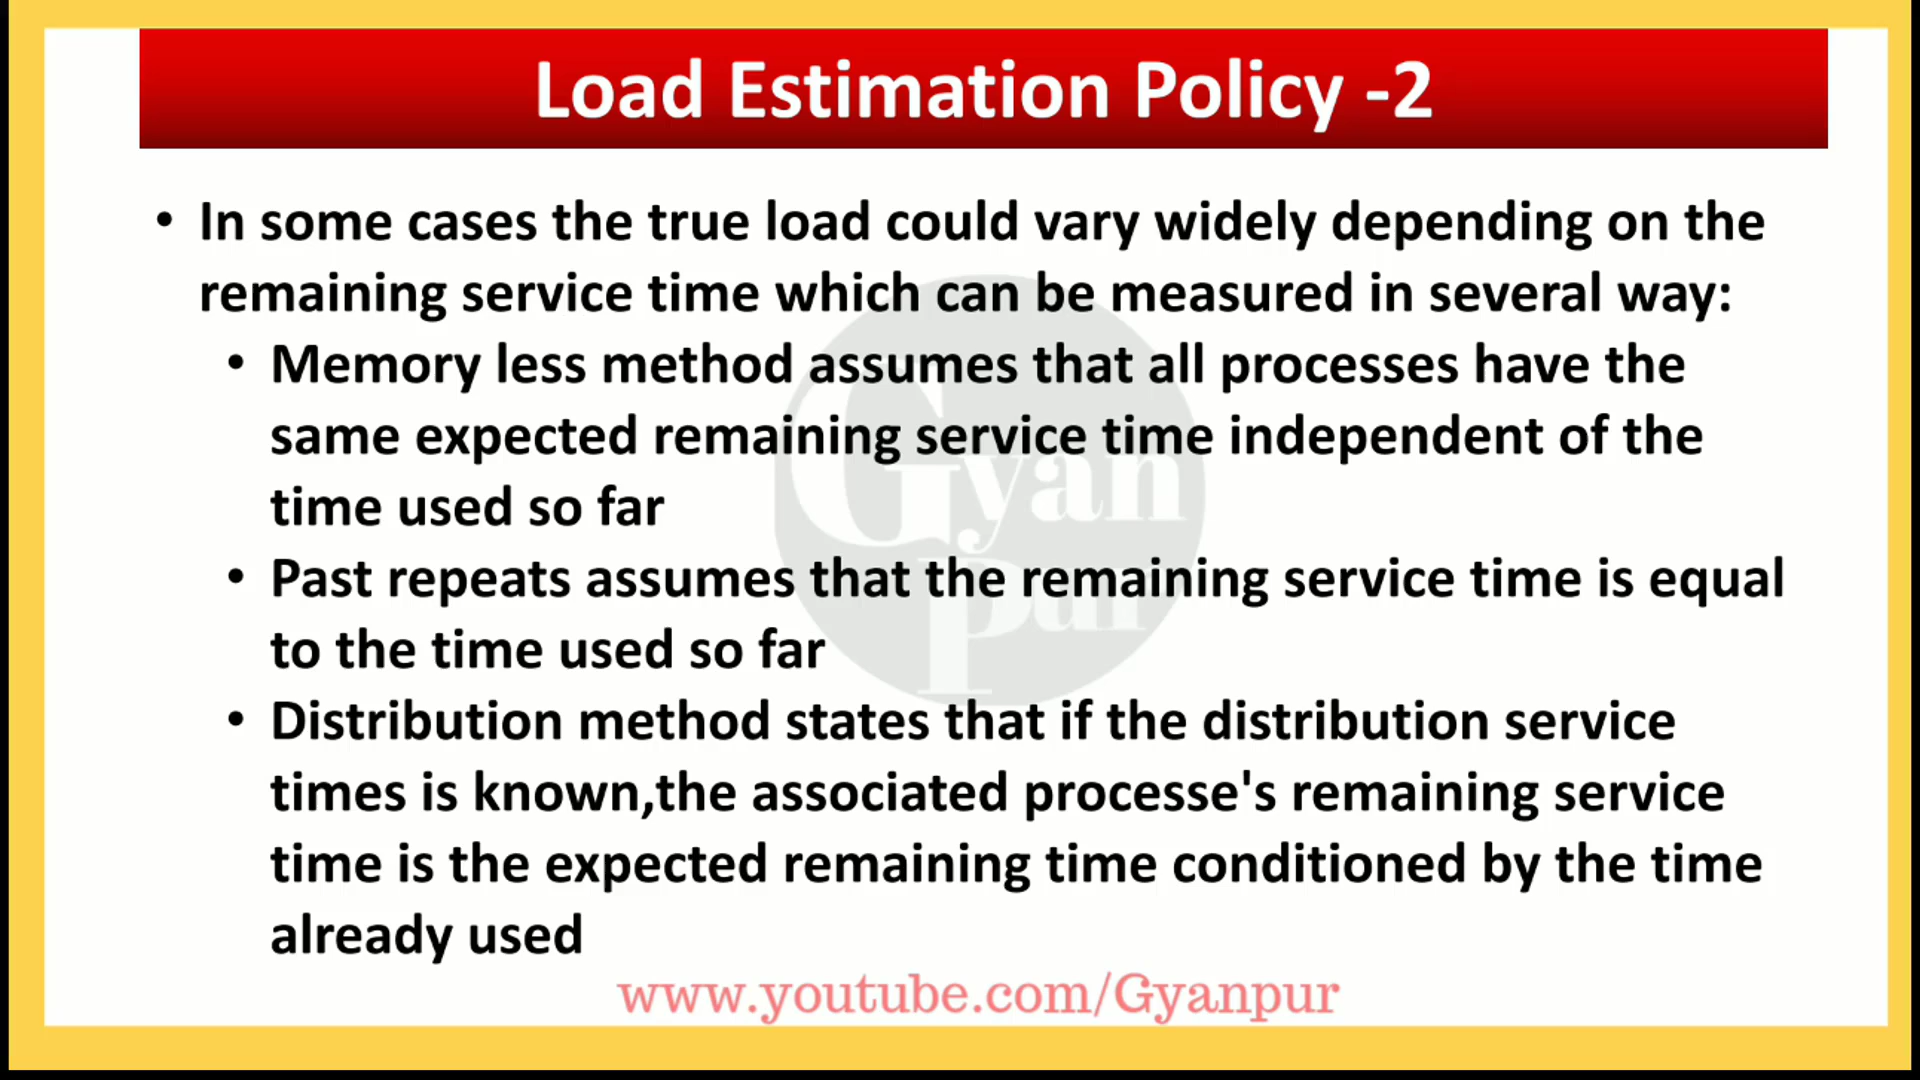 Load Estimation Policy -2
• In some cases the true load could vary widely depending on the
remaining service time which can be measured in several way:
• Memory less method assumes that all processes have the
same expected remaining service time independent of the
time used so far
• Past repeats assumes that the remaining service time is equal
to the time used so far
• Distribution method states that if the distribution service
times is known,the associated processe's remaining service
time is the expected remaining time conditioned by the time
already used
Gyan
Pur
www.youtube.com/Gyanpur